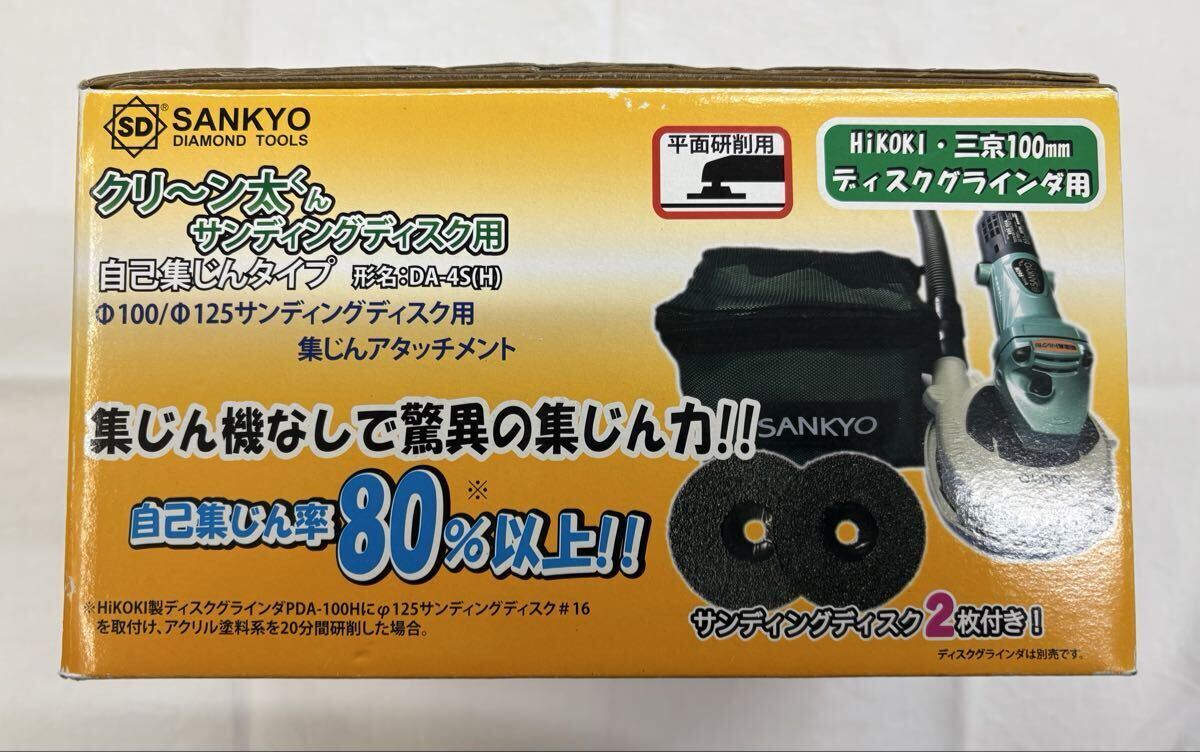 SD
®
SANKYO
DIAMOND TOOLS
クリ～ン太くん
サンディングディスク用
自己集じんタイプ 形名：DA-4S(H)
Φ100/Φ125サンディングディスク用
集じんアタッチメント
平面研削用
HiKOKI・三京100mm
ディスクグラインダ用
SANKYO
集じん機なしで驚異の集じん力!!
自己集じん率80%以上!!
※
※HiKOKI製ディスクグラインダPDA-100Hにφ125サンディングディスク＃16
を取付け、アクリル塗料系を20分間研削した場合。
サンディングディスク2枚付き！
ディスクグラインダは別売です。